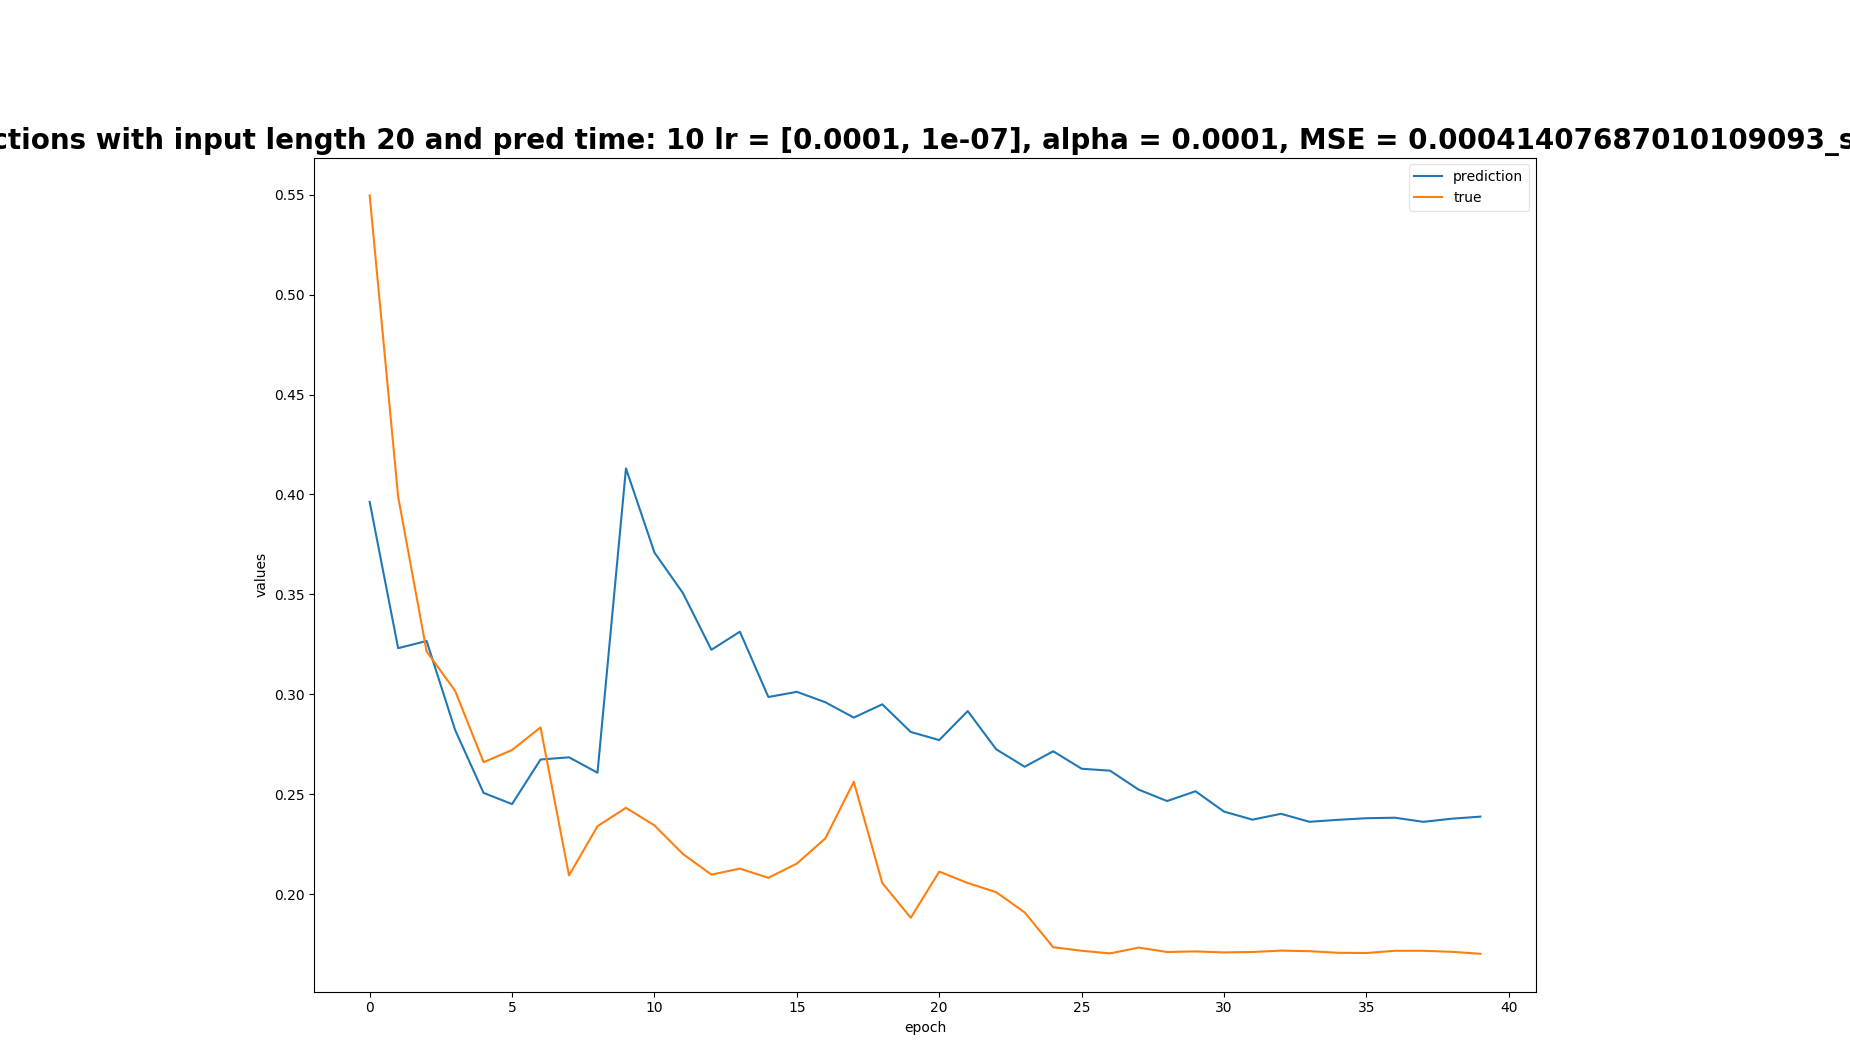 ctions with input length 20 and pred time: 10 lr = [0.0001, 1e-07], alpha = 0.0001, MSE = 0.00041407687010109093_s
prediction
true
0.55
0.50
0.45
0.40
0.35
0.30
0.25
0.20
values
0 5 10 15 20 25 30 35 40
epoch